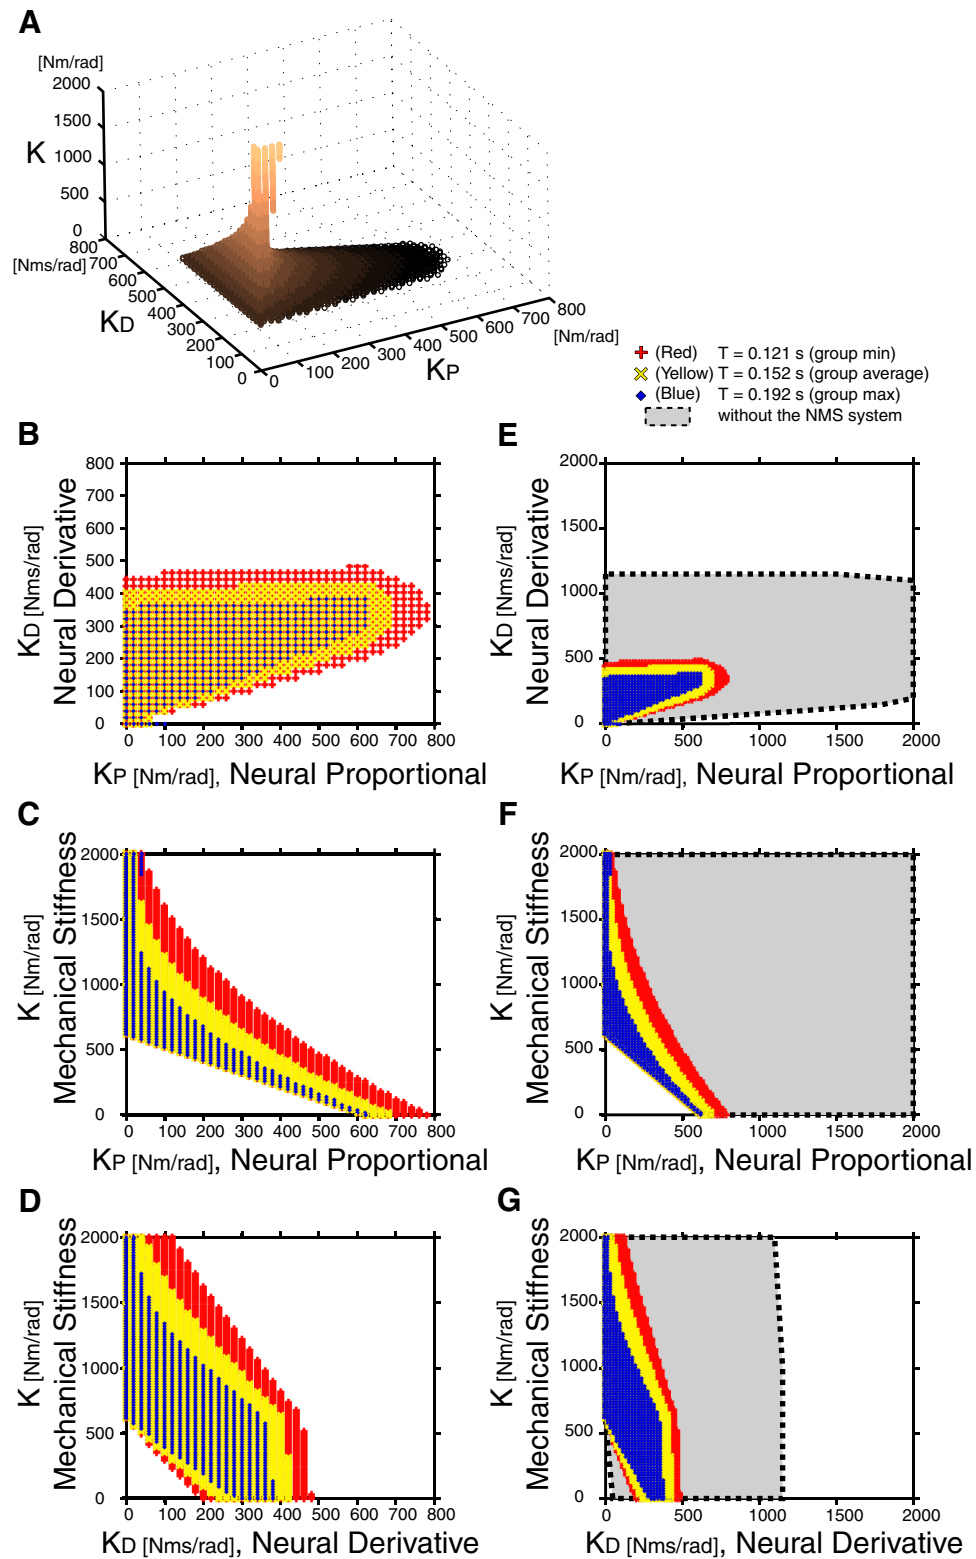 A
[Nm/rad]
2000
1500
K 1000
500
0
800
[Nms/rad] 700
600
500
KD 400
300
200
100
0
0 100 200 300 400 500 600 700 800
KP
[Nm/rad]
(Red) T = 0.121 s (group min)
(Yellow) T = 0.152 s (group average)
(Blue) T = 0.192 s (group max)
without the NMS system
B
KD [Nms/rad]
Neural Derivative
800
700
600
500
400
300
200
100
0
0 100 200 300 400 500 600 700 800
KP [Nm/rad], Neural Proportional
E
KD [Nms/rad]
Neural Derivative
2000
1500
1000
500
0
0 500 1000 1500 2000
KP [Nm/rad], Neural Proportional
C
K [Nm/rad]
Mechanical Stiffness
2000
1500
1000
500
0
0 100 200 300 400 500 600 700 800
KP [Nm/rad], Neural Proportional
F
K [Nm/rad]
Mechanical Stiffness
2000
1500
1000
500
0
0 500 1000 1500 2000
KP [Nm/rad], Neural Proportional
D
K [Nm/rad]
Mechanical Stiffness
2000
1500
1000
500
0
0 100 200 300 400 500 600 700 800
KD [Nms/rad], Neural Derivative
G
K [Nm/rad]
Mechanical Stiffness
2000
1500
1000
500
0
0 500 1000 1500 2000
KD [Nms/rad], Neural Derivative